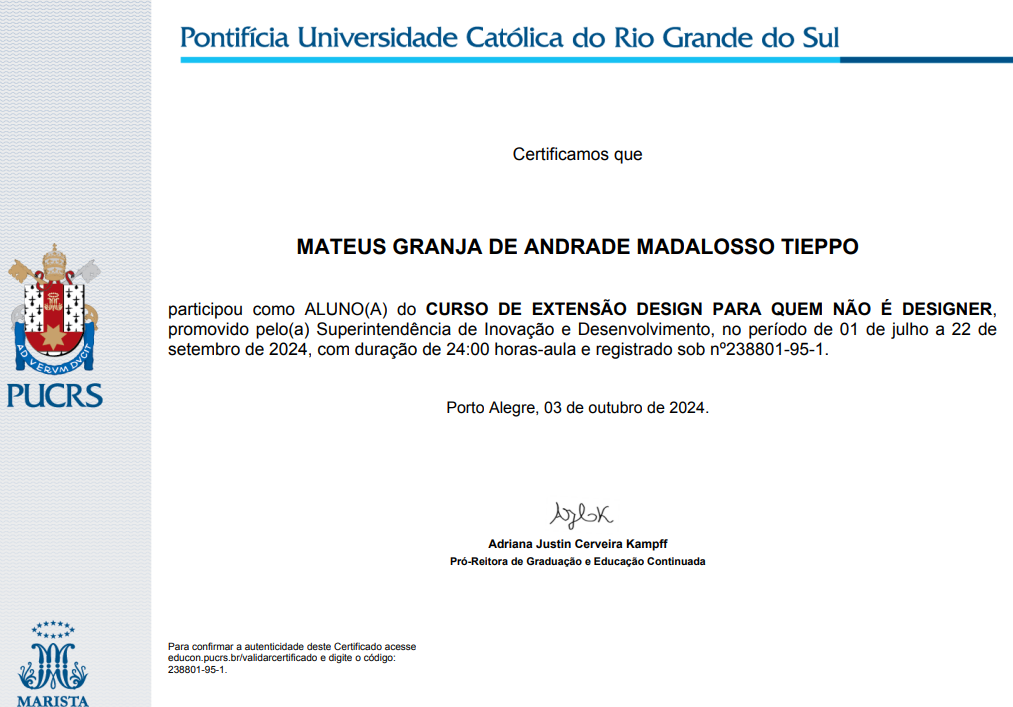 Pontifícia Universidade Católica do Rio Grande do Sul
Certificamos que
MATEUS GRANJA DE ANDRADE MADALOSSO TIEPPO
participou como ALUNO(A) do CURSO DE EXTENSÃO DESIGN PARA QUEM NÃO É DESIGNER,
promovido pelo(a) Superintendência de Inovação e Desenvolvimento, no período de 01 de julho a 22 de
setembro de 2024, com duração de 24:00 horas-aula e registrado sob nº238801-95-1.
AD VERVM DVCIT
PUCRS
Porto Alegre, 03 de outubro de 2024.
Adriana Justin Cerveira Kampff
Pró-Reitora de Graduação e Educação Continuada
Para confirmar a autenticidade deste Certificado acesse
educon.pucrs.br/validarcertificado e digite o código:
238801-95-1.
MARISTA